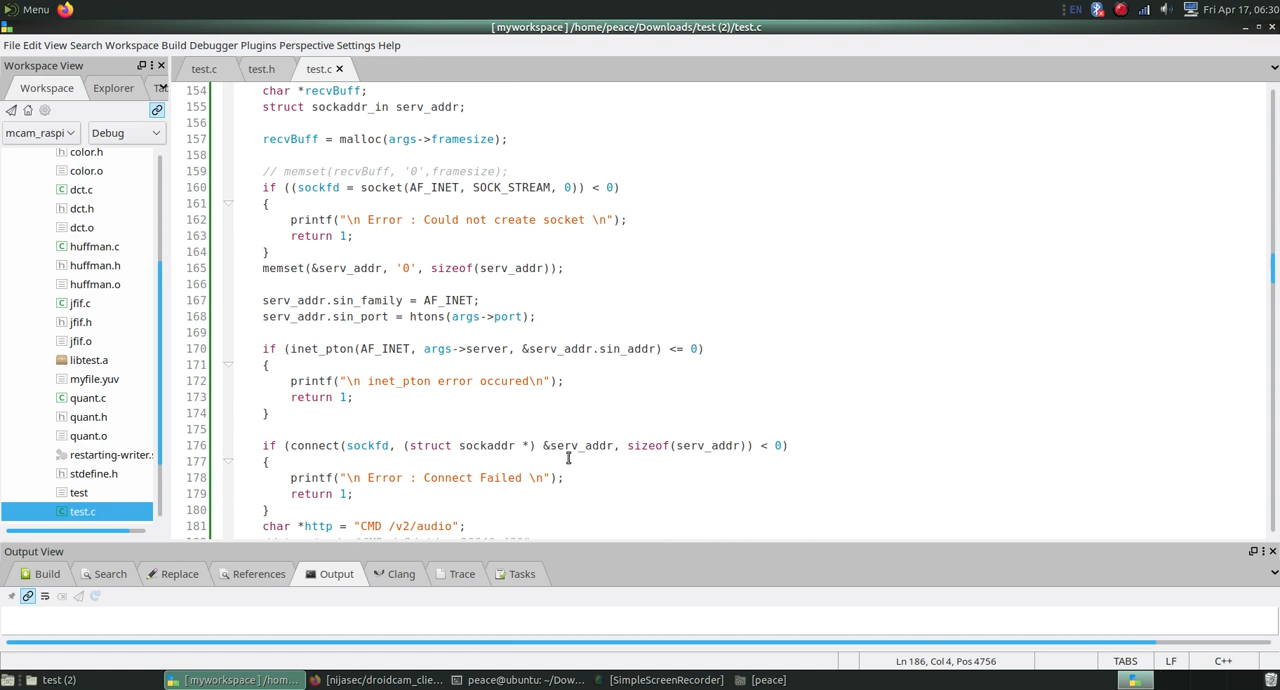 Menu
EN
Fri Apr 17, 06:30
[ myworkspace ] /home/peace/Downloads/test (2)/test.c
File Edit View Search Workspace Build Debugger Plugins Perspective Settings Help
Workspace View
Workspace Explorer
mcam_raspi Debug
color.h
color.o
dct.c
dct.h
dct.o
huffman.c
huffman.h
huffman.o
jfif.c
jfif.h
jfif.o
libtest.a
myfile.yuv
quant.c
quant.h
quant.o
restarting-writer.s
stdefine.h
test
test.c
test.c test.h test.c
154 char *recvBuff;
155 struct sockaddr_in serv_addr;
156
157 recvBuff = malloc(args->framesize);
158
159 // memset(recvBuff, '0',framesize);
160 if ((sockfd = socket(AF_INET, SOCK_STREAM, 0)) < 0)
161 {
162 printf("\n Error : Could not create socket \n");
163 return 1;
164 }
165 memset(&serv_addr, '0', sizeof(serv_addr));
166
167 serv_addr.sin_family = AF_INET;
168 serv_addr.sin_port = htons(args->port);
169
170 if (inet_pton(AF_INET, args->server, &serv_addr.sin_addr) <= 0)
171 {
172 printf("\n inet_pton error occured\n");
173 return 1;
174 }
175
176 if (connect(sockfd, (struct sockaddr *) &serv_addr, sizeof(serv_addr)) < 0)
177 {
178 printf("\n Error : Connect Failed \n");
179 return 1;
180 }
181 char *http = "CMD /v2/audio";
Output View
Build Search Replace References Output Clang Trace Tasks
Ln 186, Col 4, Pos 4756 TABS LF C++
test (2) [ myworkspace ] /hom... [nijasec/droidcam_clie... peace@ubuntu: ~/Dow... [SimpleScreenRecorder] [peace]